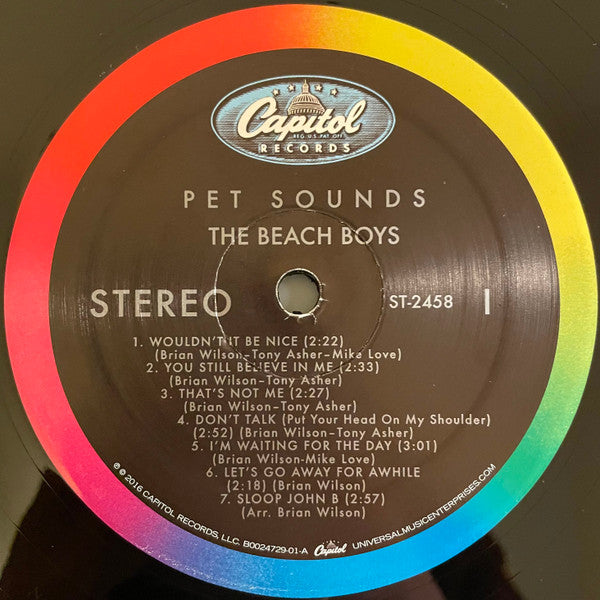 Capitol
REG. U.S. PAT. OFF.
RECORDS
PET SOUNDS
THE BEACH BOYS
STEREO
ST-2458 1
1. WOULDN'T IT BE NICE (2:22)
(Brian Wilson-Tony Asher-Mike Love)
2. YOU STILL BELIEVE IN ME (2:33)
(Brian Wilson-Tony Asher)
3. THAT'S NOT ME (2:27)
(Brian Wilson-Tony Asher)
4. DON'T TALK (Put Your Head On My Shoulder)
(2:52) (Brian Wilson-Tony Asher)
5. I'M WAITING FOR THE DAY (3:01)
(Brian Wilson-Mike Love)
6. LET'S GO AWAY FOR AWHILE
(2:18) (Brian Wilson)
7. SLOOP JOHN B (2:57)
(Arr. Brian Wilson)
℗ © 2016 CAPITOL RECORDS, LLC. B0024729-01-A Capitol UNIVERSALMUSICENTERPRISES.COM